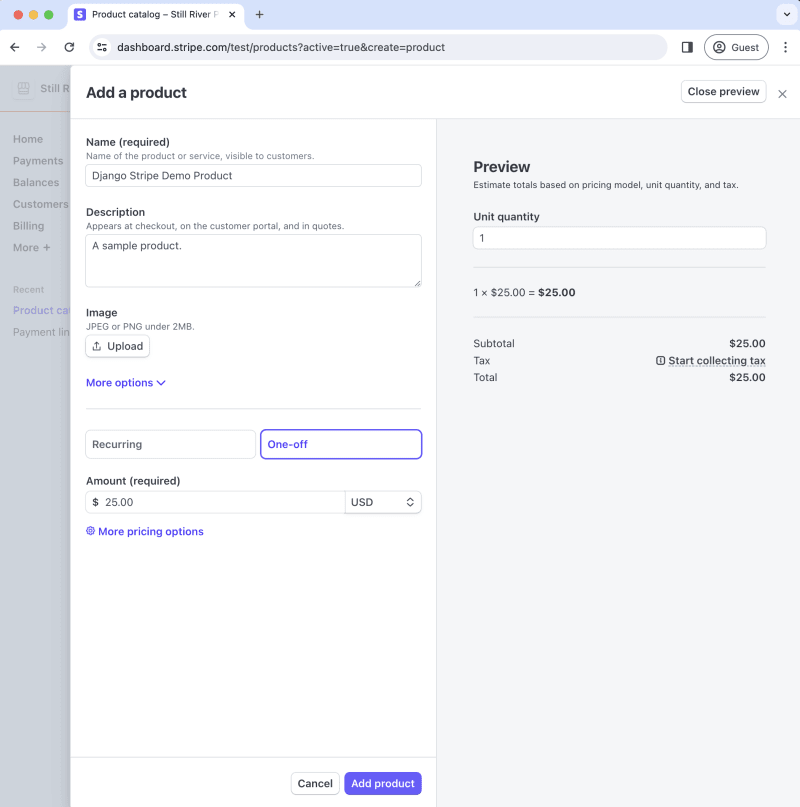 Product catalog – Still River
dashboard.stripe.com/test/products?active=true&create=product
Guest
Still R
Home
Payments
Balances
Customers
Billing
More +
Recent
Product cat
Payment lin
Add a product
Close preview
Name (required)
Name of the product or service, visible to customers.
Django Stripe Demo Product
Description
Appears at checkout, on the customer portal, and in quotes.
A sample product.
Image
JPEG or PNG under 2MB.
Upload
More options
Recurring
One-off
Amount (required)
$ 25.00
USD
More pricing options
Cancel
Add product
Preview
Estimate totals based on pricing model, unit quantity, and tax.
Unit quantity
1
1 × $25.00 = $25.00
Subtotal $25.00
Tax Start collecting tax
Total $25.00